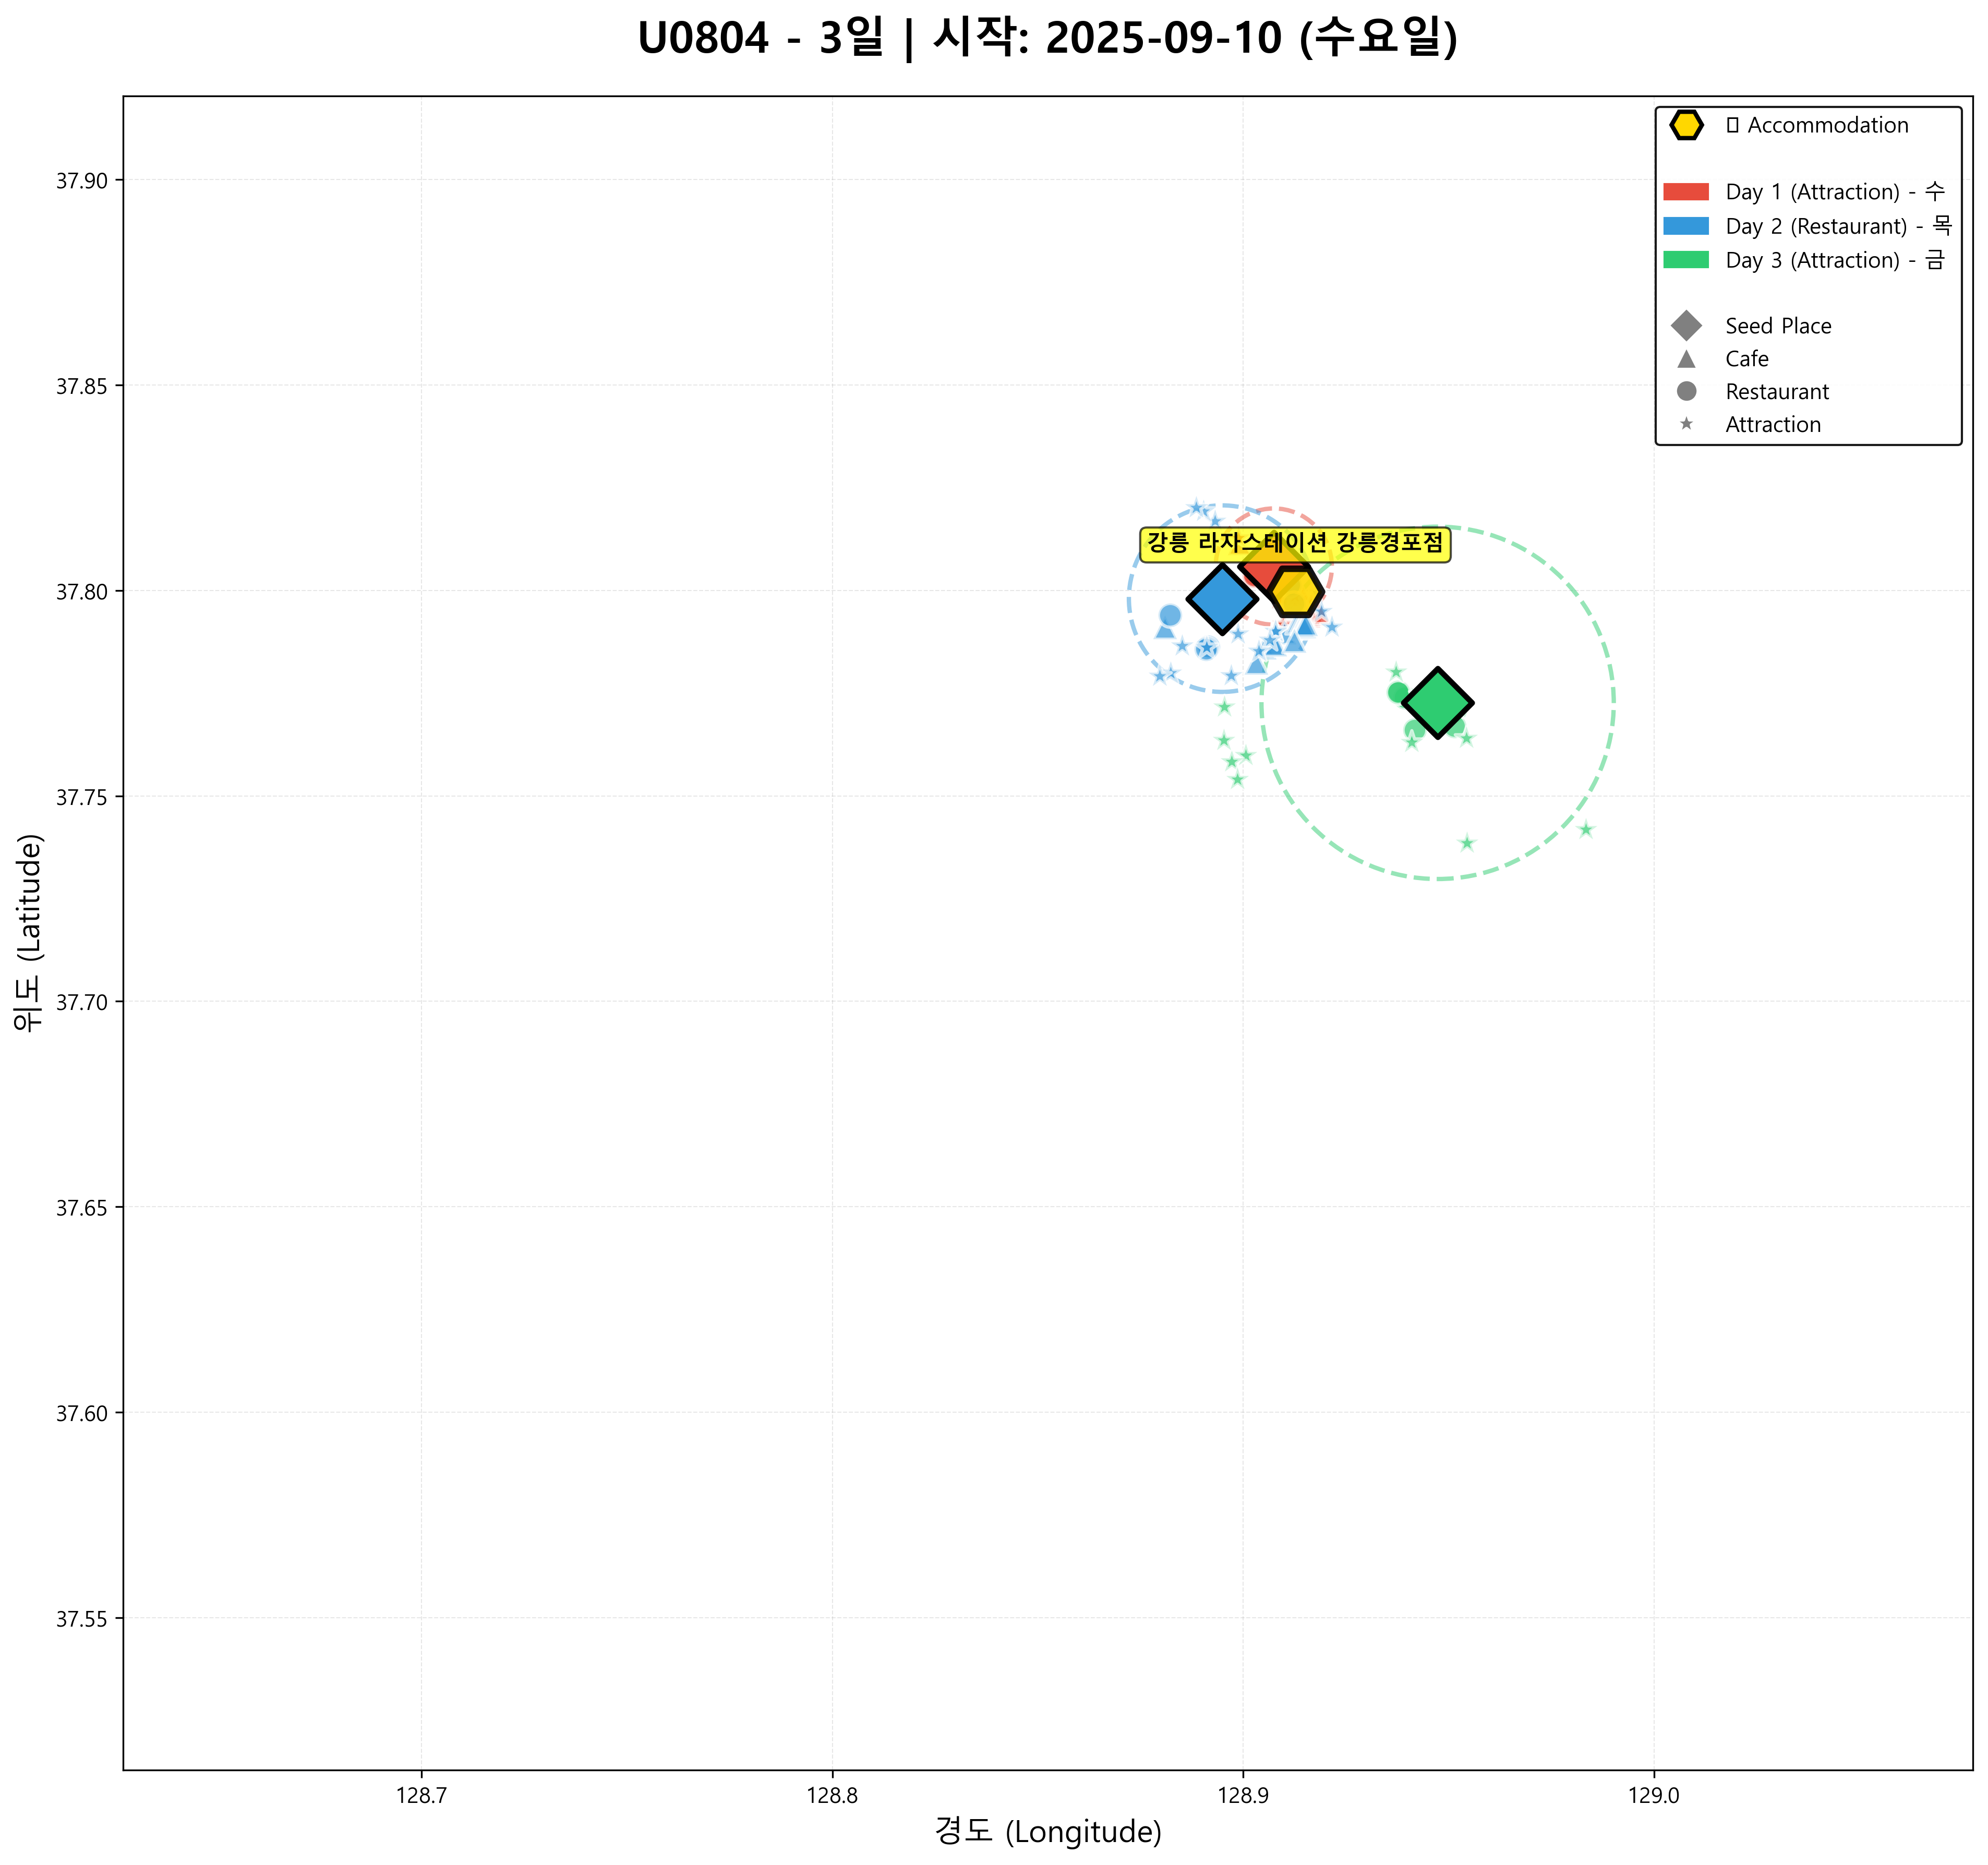 U0804 - 3일 | 시작: 2025-09-10 (수요일)
Accommodation
Day 1 (Attraction) - 수
Day 2 (Restaurant) - 목
Day 3 (Attraction) - 금
Seed Place
Cafe
Restaurant
Attraction
37.90
37.85
37.80
37.75
37.70
37.65
37.60
37.55
위도 (Latitude)
강릉 라자스테이션 강릉경포점
128.7
128.8
128.9
129.0
경도 (Longitude)